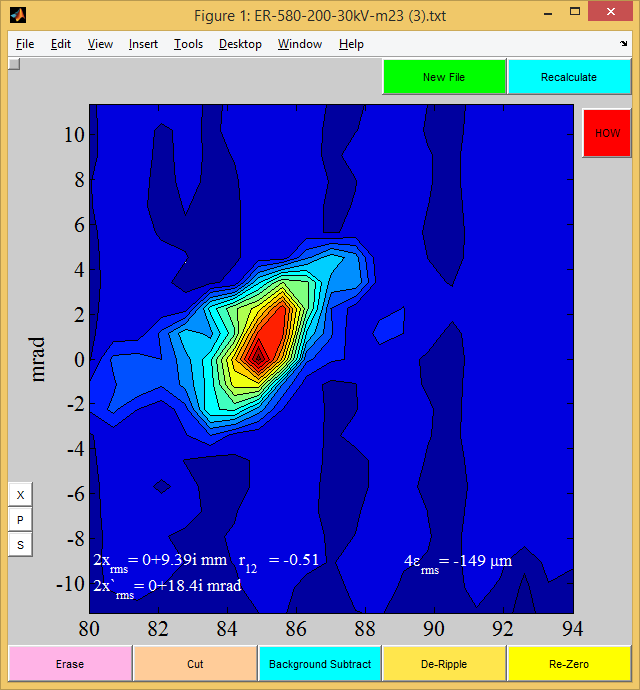 Figure 1: ER-580-200-30kV-m23 (3).txt
File Edit View Insert Tools Desktop Window Help
New File Recalculate
HOW
10
8
6
4
2
0
-2
-4
-6
-8
-10
mrad
X
P
S
2xrms= 0+9.39i mm r12 = -0.51 4εrms= -149 μm
2x`rms= 0+18.4i mrad
80 82 84 86 88 90 92 94
Erase Cut Background Subtract De-Ripple Re-Zero